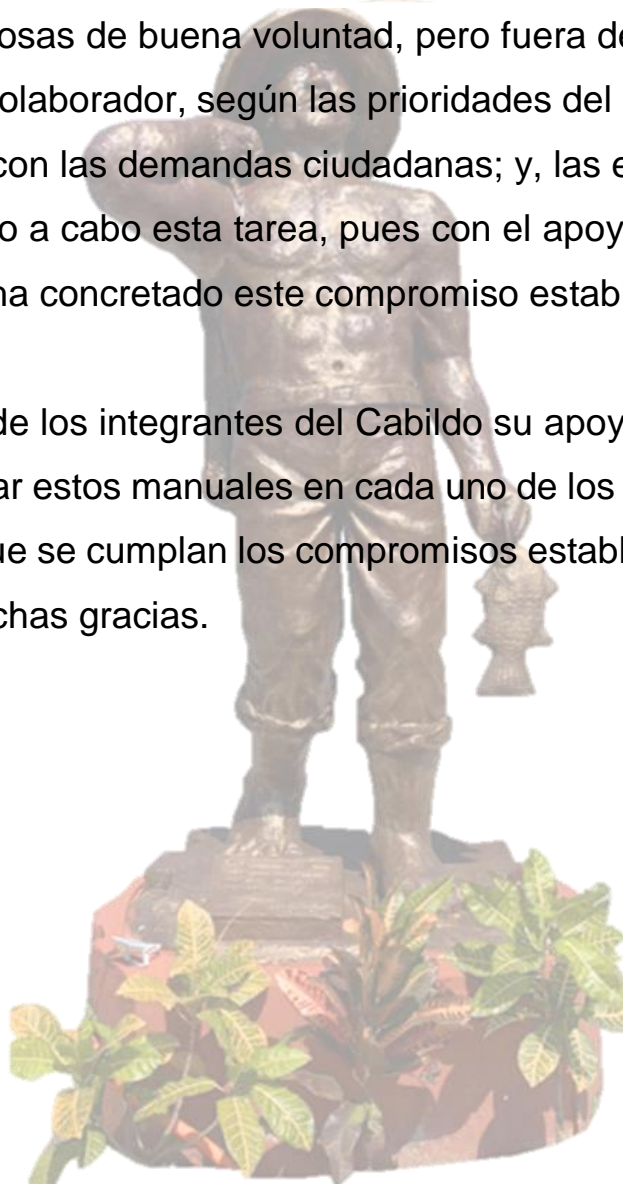 osas de buena voluntad, pero fuera de
olaborador, según las prioridades del
con las demandas ciudadanas; y, las e
o a cabo esta tarea, pues con el apoy
na concretado este compromiso estab
de los integrantes del Cabildo su apoy
ar estos manuales en cada uno de los
ue se cumplan los compromisos establ
chas gracias.